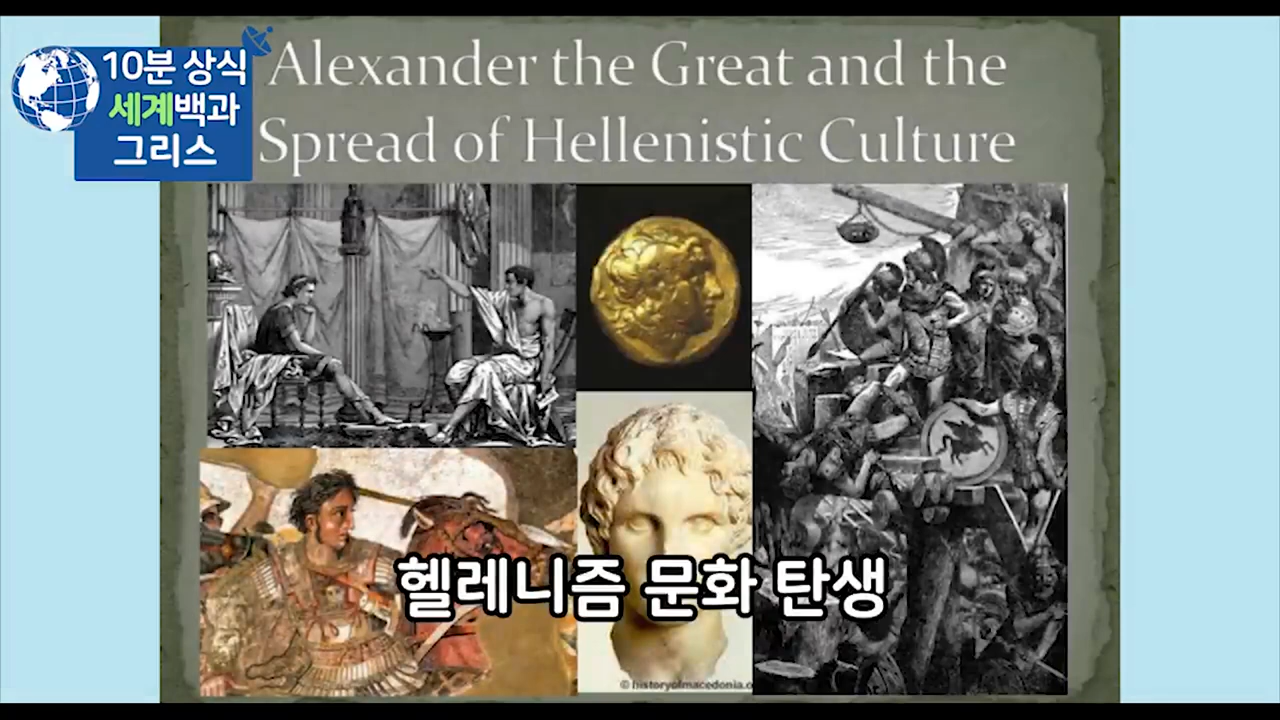 10분 상식
세계백과
그리스
Alexander the Great and the
Spread of Hellenistic Culture
헬레니즘 문화 탄생
© historyofmacedonia.o